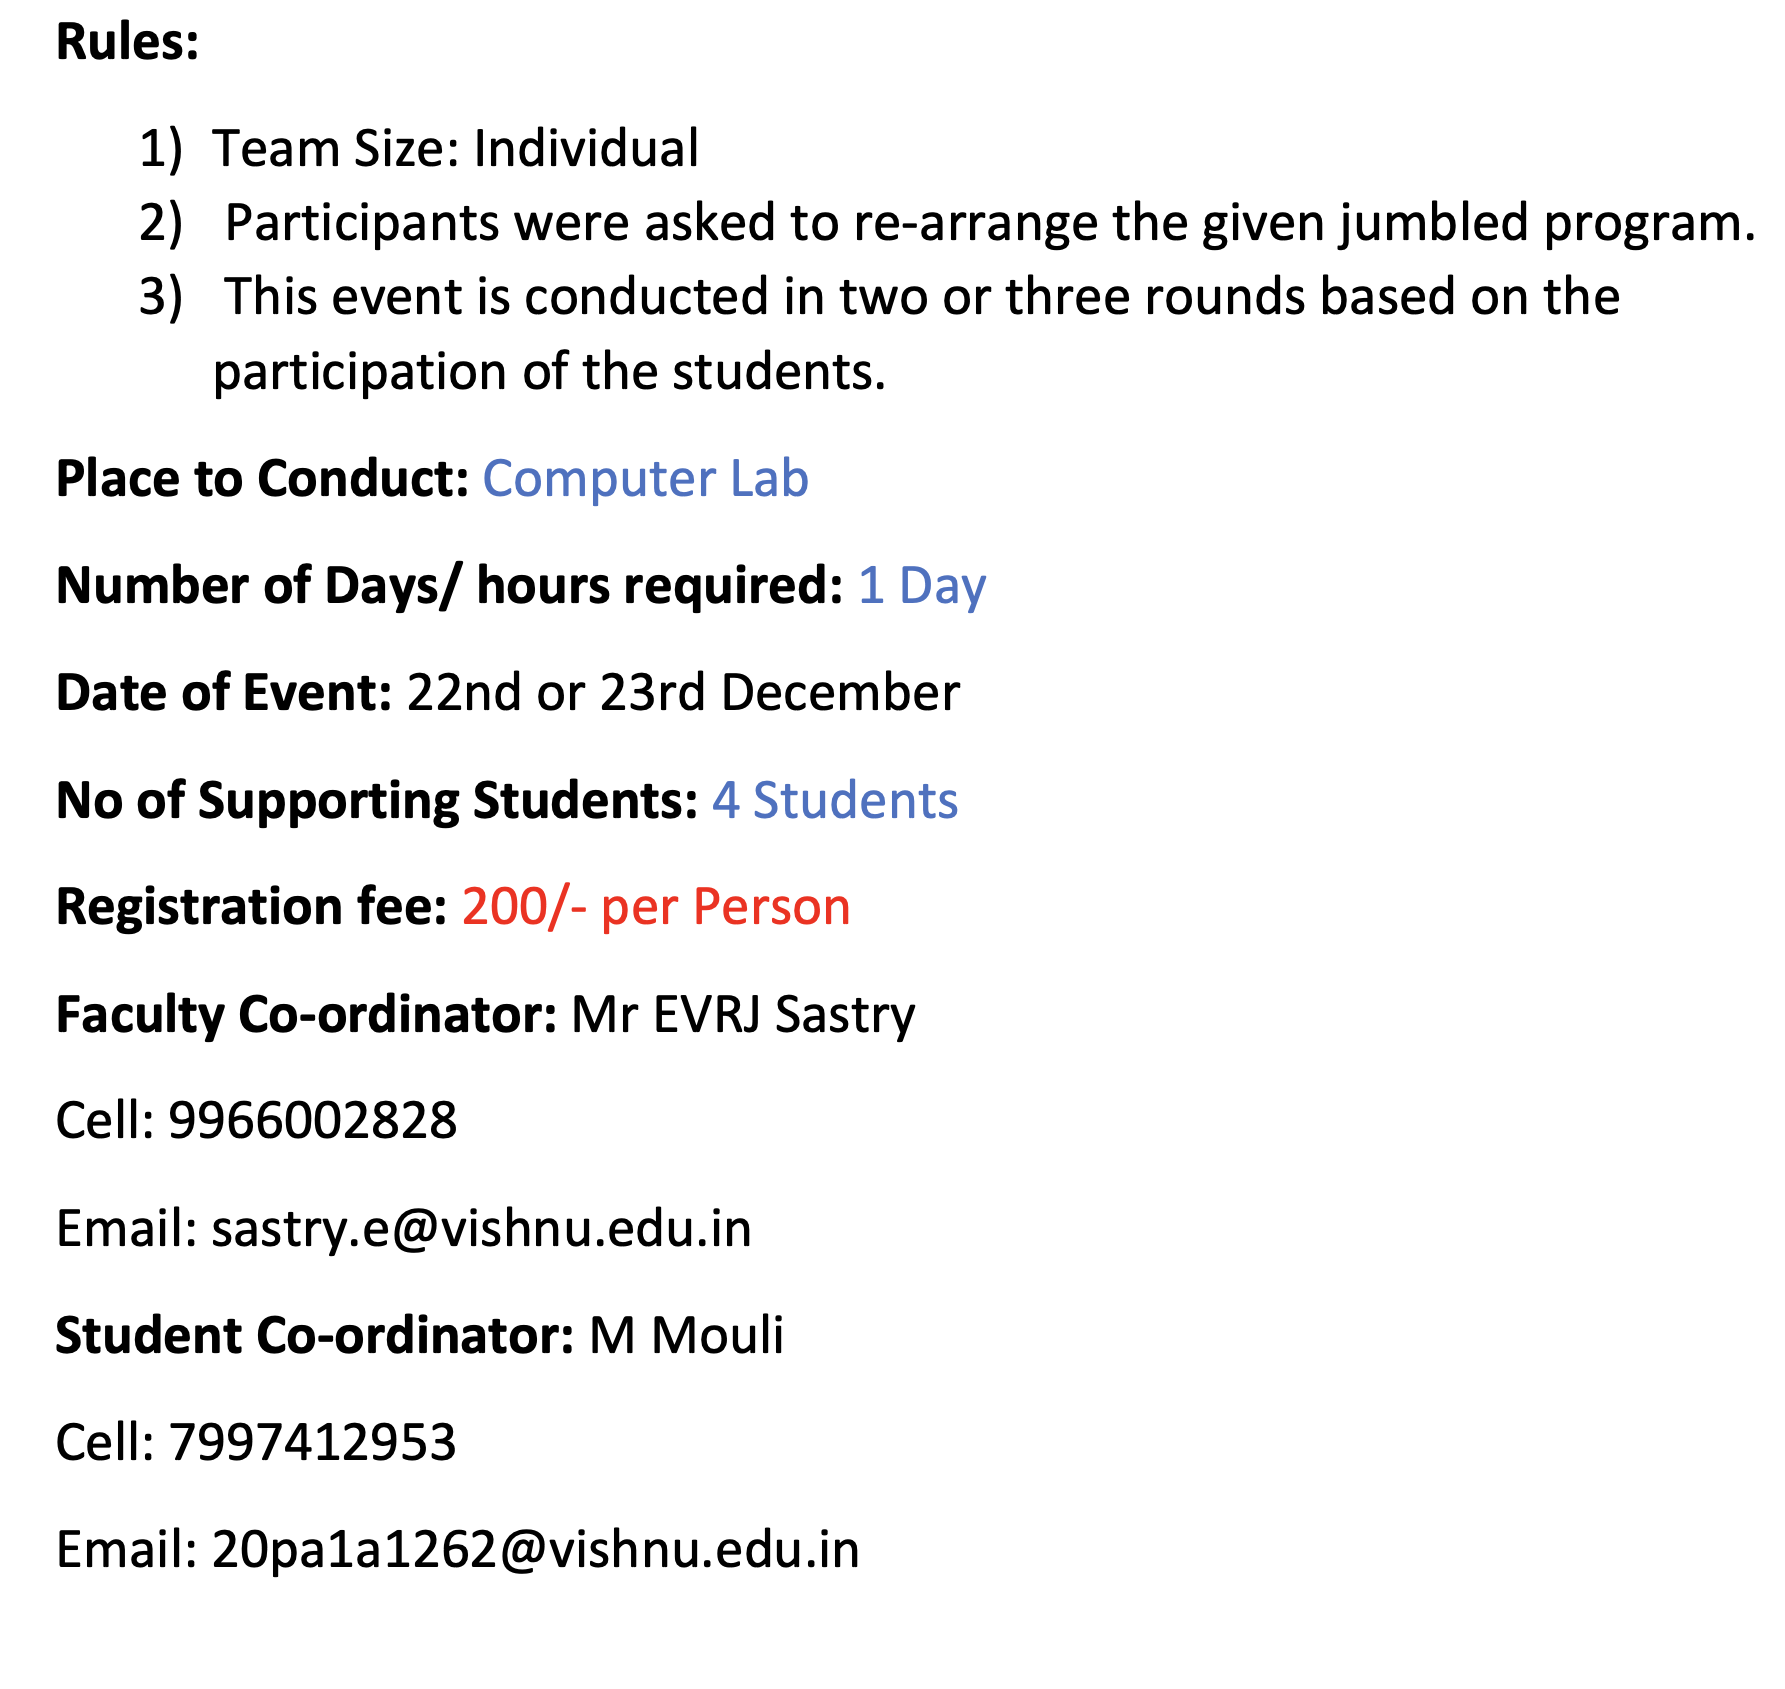 Rules:
1) Team Size: Individual
2) Participants were asked to re-arrange the given jumbled program.
3) This event is conducted in two or three rounds based on the
participation of the students.
Place to Conduct: Computer Lab
Number of Days/ hours required: 1 Day
Date of Event: 22nd or 23rd December
No of Supporting Students: 4 Students
Registration fee: 200/- per Person
Faculty Co-ordinator: Mr EVRJ Sastry
Cell: 9966002828
Email: sastry.e@vishnu.edu.in
Student Co-ordinator: M Mouli
Cell: 7997412953
Email: 20pa1a1262@vishnu.edu.in